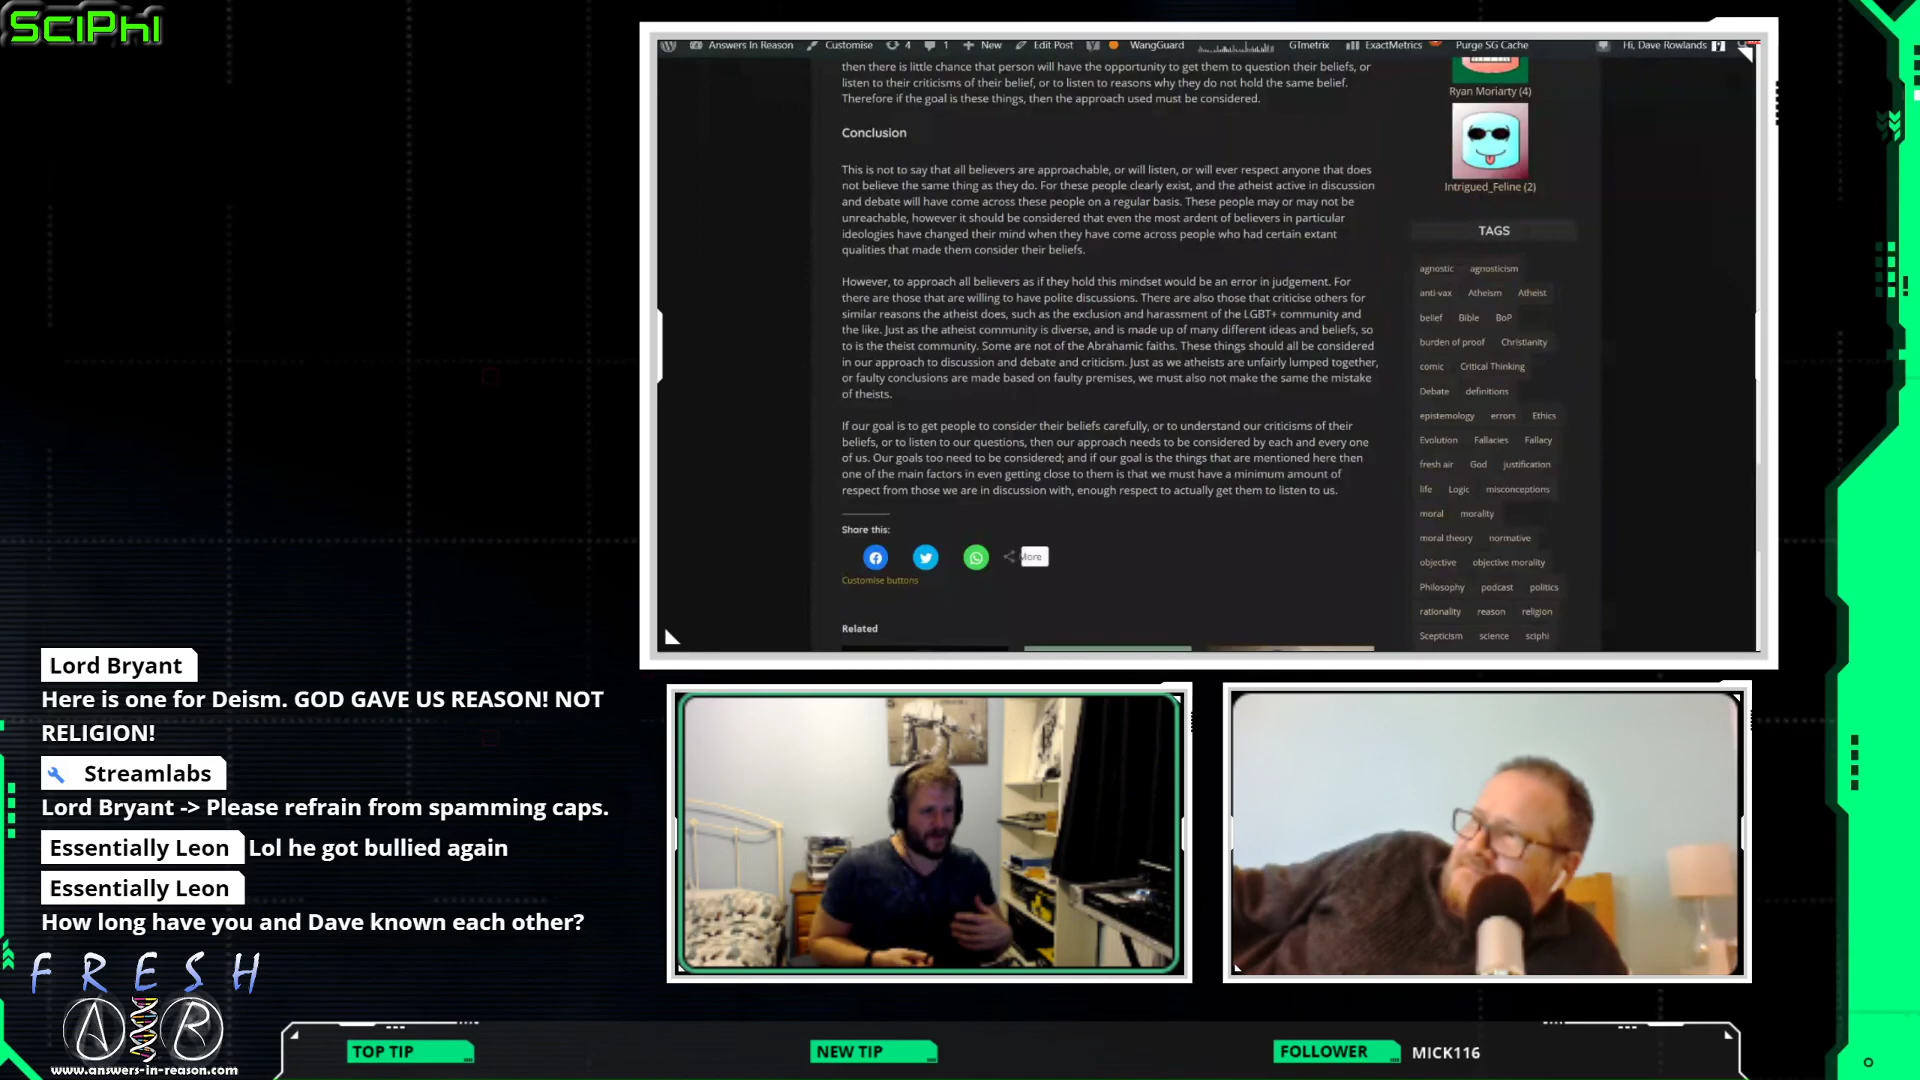 SCIPHI
Answers In Reason Customise 4 1 New Edit Post WangGuard GTmetrix ExactMetrics Purge SG Cache Hi, Dave Rowlands
then there is little chance that person will have the opportunity to get them to question their beliefs, or
listen to their criticisms of their belief, or to listen to reasons why they do not hold the same belief.
Therefore if the goal is these things, then the approach used must be considered.
Conclusion
This is not to say that all believers are approachable, or will listen, or will ever respect anyone that does
not believe the same thing as they do. For these people clearly exist, and the atheist active in discussion
and debate will have come across these people on a regular basis. These people may or may not be
unreachable, however it should be considered that even the most ardent of believers in particular
ideologies have changed their mind when they have come across people who had certain extant
qualities that made them consider their beliefs.
However, to approach all believers as if they hold this mindset would be an error in judgement. For
there are those that are willing to have polite discussions. There are also those that criticise others for
similar reasons the atheist does, such as the exclusion and harassment of the LGBT+ community and
the like. Just as the atheist community is diverse, and is made up of many different ideas and beliefs, so
to is the theist community. Some are not of the Abrahamic faiths. These things should all be considered
in our approach to discussion and debate and criticism. Just as we atheists are unfairly lumped together,
or faulty conclusions are made based on faulty premises, we must also not make the same the mistake
of theists.
If our goal is to get people to consider their beliefs carefully, or to understand our criticisms of their
beliefs, or to listen to our questions, then our approach needs to be considered by each and every one
of us. Our goals too need to be considered; and if our goal is the things that are mentioned here then
one of the main factors in even getting close to them is that we must have a minimum amount of
respect from those we are in discussion with, enough respect to actually get them to listen to us.
Share this:
More
Customise buttons
Related
Ryan Moriarty (4)
Intrigued_Feline (2)
TAGS
agnostic agnosticism
anti-vax Atheism Atheist
belief Bible BoP
burden of proof Christianity
comic Critical Thinking
Debate definitions
epistemology errors Ethics
Evolution Fallacies Fallacy
fresh air God justification
life Logic misconceptions
moral morality
moral theory normative
objective objective morality
Philosophy podcast politics
rationality reason religion
Scepticism science sciphi
Lord Bryant
Here is one for Deism. GOD GAVE US REASON! NOT
RELIGION!
Streamlabs
Lord Bryant -> Please refrain from spamming caps.
Essentially Leon Lol he got bullied again
Essentially Leon
How long have you and Dave known each other?
FRESH
A R
www.answers-in-reason.com
TOP TIP
NEW TIP
FOLLOWER MICK116